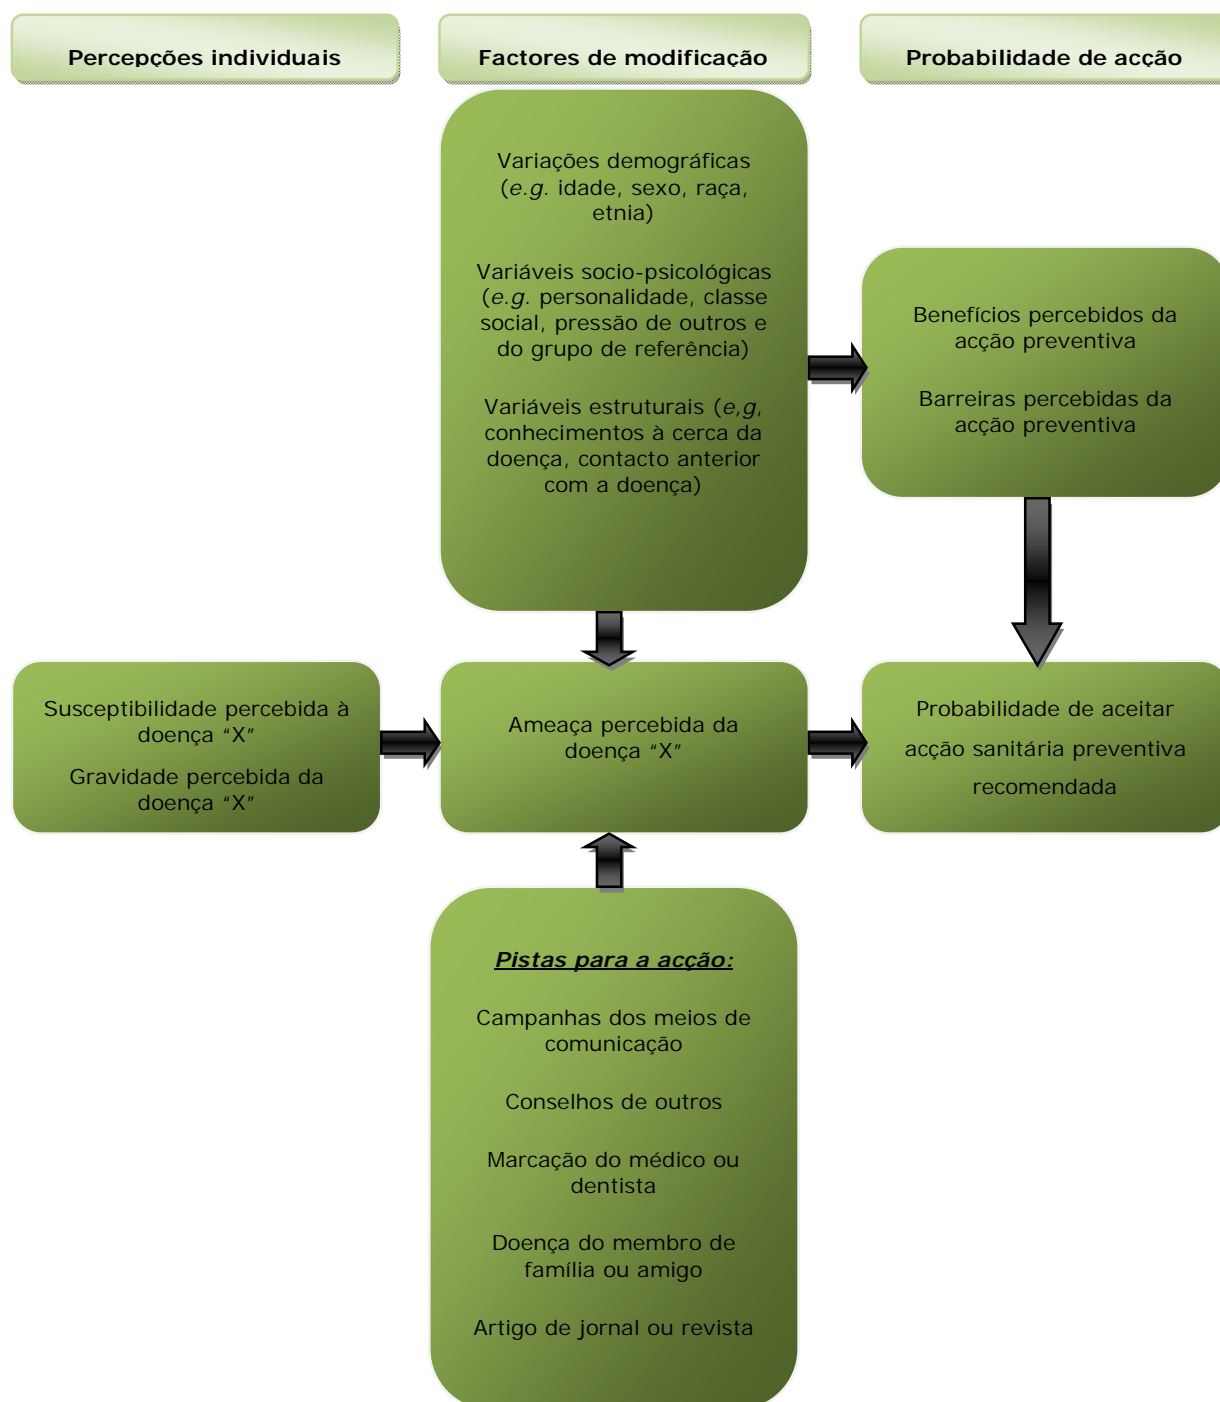 Percepções individuais
Factores de modificação
Probabilidade de acção
Variações demográficas
(e.g. idade, sexo, raça,
etnia)
Variáveis socio-psicológicas
(e.g. personalidade, classe
social, pressão de outros e
do grupo de referência)
Variáveis estruturais (e,g,
conhecimentos à cerca da
doença, contacto anterior
com a doença)
Benefícios percebidos da
acção preventiva
Barreiras percebidas da
acção preventiva
Susceptibilidade percebida à
doença “X”
Gravidade percebida da
doença “X”
Ameaça percebida da
doença “X”
Probabilidade de aceitar
acção sanitária preventiva
recomendada
Pistas para a acção:
Campanhas dos meios de
comunicação
Conselhos de outros
Marcação do médico ou
dentista
Doença do membro de
família ou amigo
Artigo de jornal ou revista